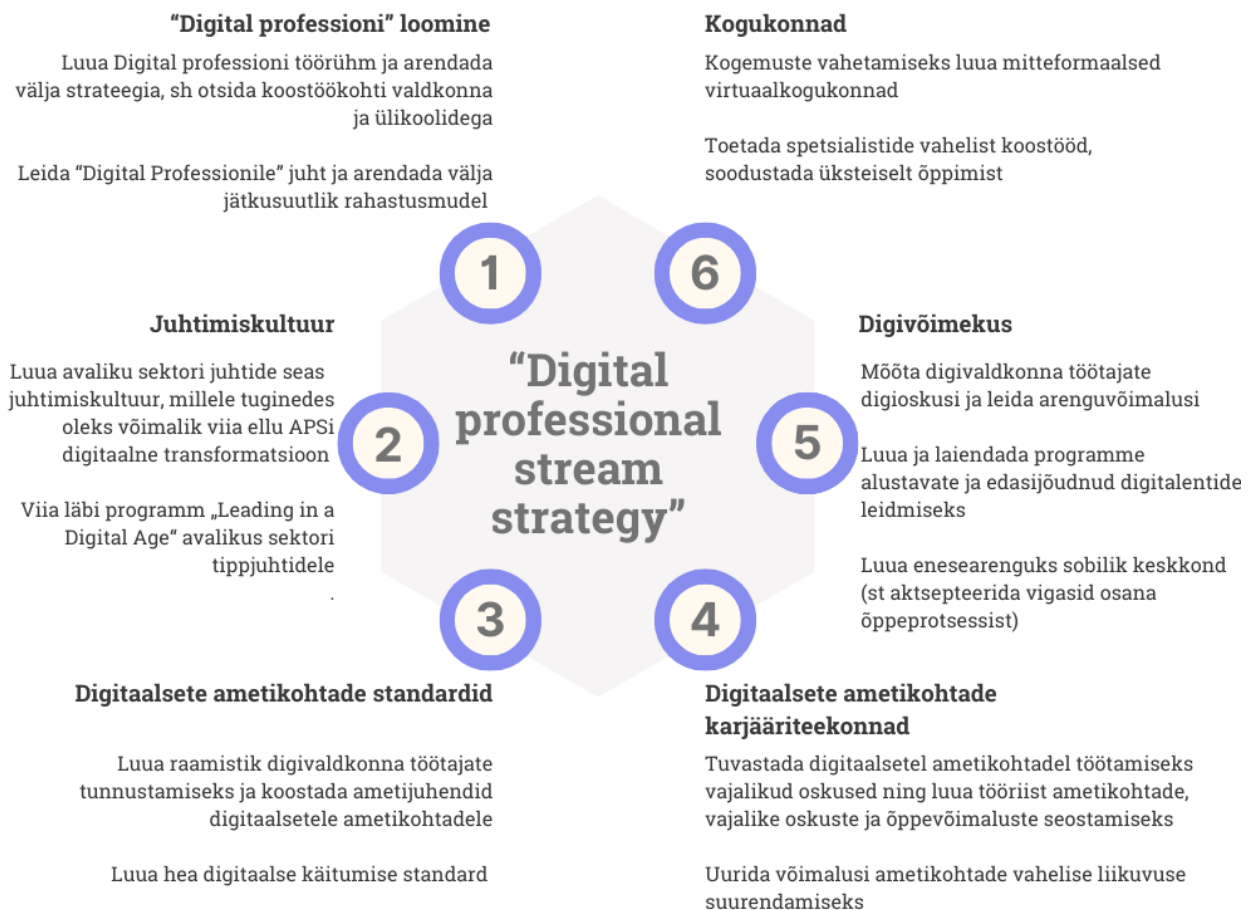 “Digital professioni” loomine
Luua Digital professioni töörühm ja arendada
välja strateegia, sh otsida koostöökohti valdkonna
ja ülikoolidega
Leida “Digital Professionile” juht ja arendada välja
jätkusuutlik rahastusmudel
1
Juhtimiskultuur
Luua avaliku sektori juhtide seas
juhtimiskultuur, millele tuginedes
oleks võimalik viia ellu APSi
digitaalne transformatsioon
Viia läbi programm „Leading in a
Digital Age“ avalikus sektori
tippjuhtidele
.
2
“Digital
professional
stream
strategy”
3
Digitaalsete ametikohtade standardid
Luua raamistik digivaldkonna töötajate
tunnustamiseks ja koostada ametijuhendid
digitaalsetele ametikohtadele
Luua hea digitaalse käitumise standard
4
Digitaalsete ametikohtade
karjääriteekonnad
Tuvastada digitaalsetel ametikohtadel töötamiseks
vajalikud oskused ning luua tööriist ametikohtade,
vajalike oskuste ja õppevõimaluste seostamiseks
Uurida võimalusi ametikohtade vahelise liikuvuse
suurendamiseks
5
Digivõimekus
Mõõta digivaldkonna töötajate
digioskusi ja leida arenguvõimalusi
Luua ja laiendada programme
alustavate ja edasijõudnud digitalentide
leidmiseks
Luua enesearenguks sobilik keskkond
(st aktsepteerida vigasid osana
õppeprotsessist)
6
Kogukonnad
Kogemuste vahetamiseks luua mitteformaalsed
virtuaalkogukonnad
Toetada spetsialistide vahelist koostööd,
soodustada üksteiselt õppimist